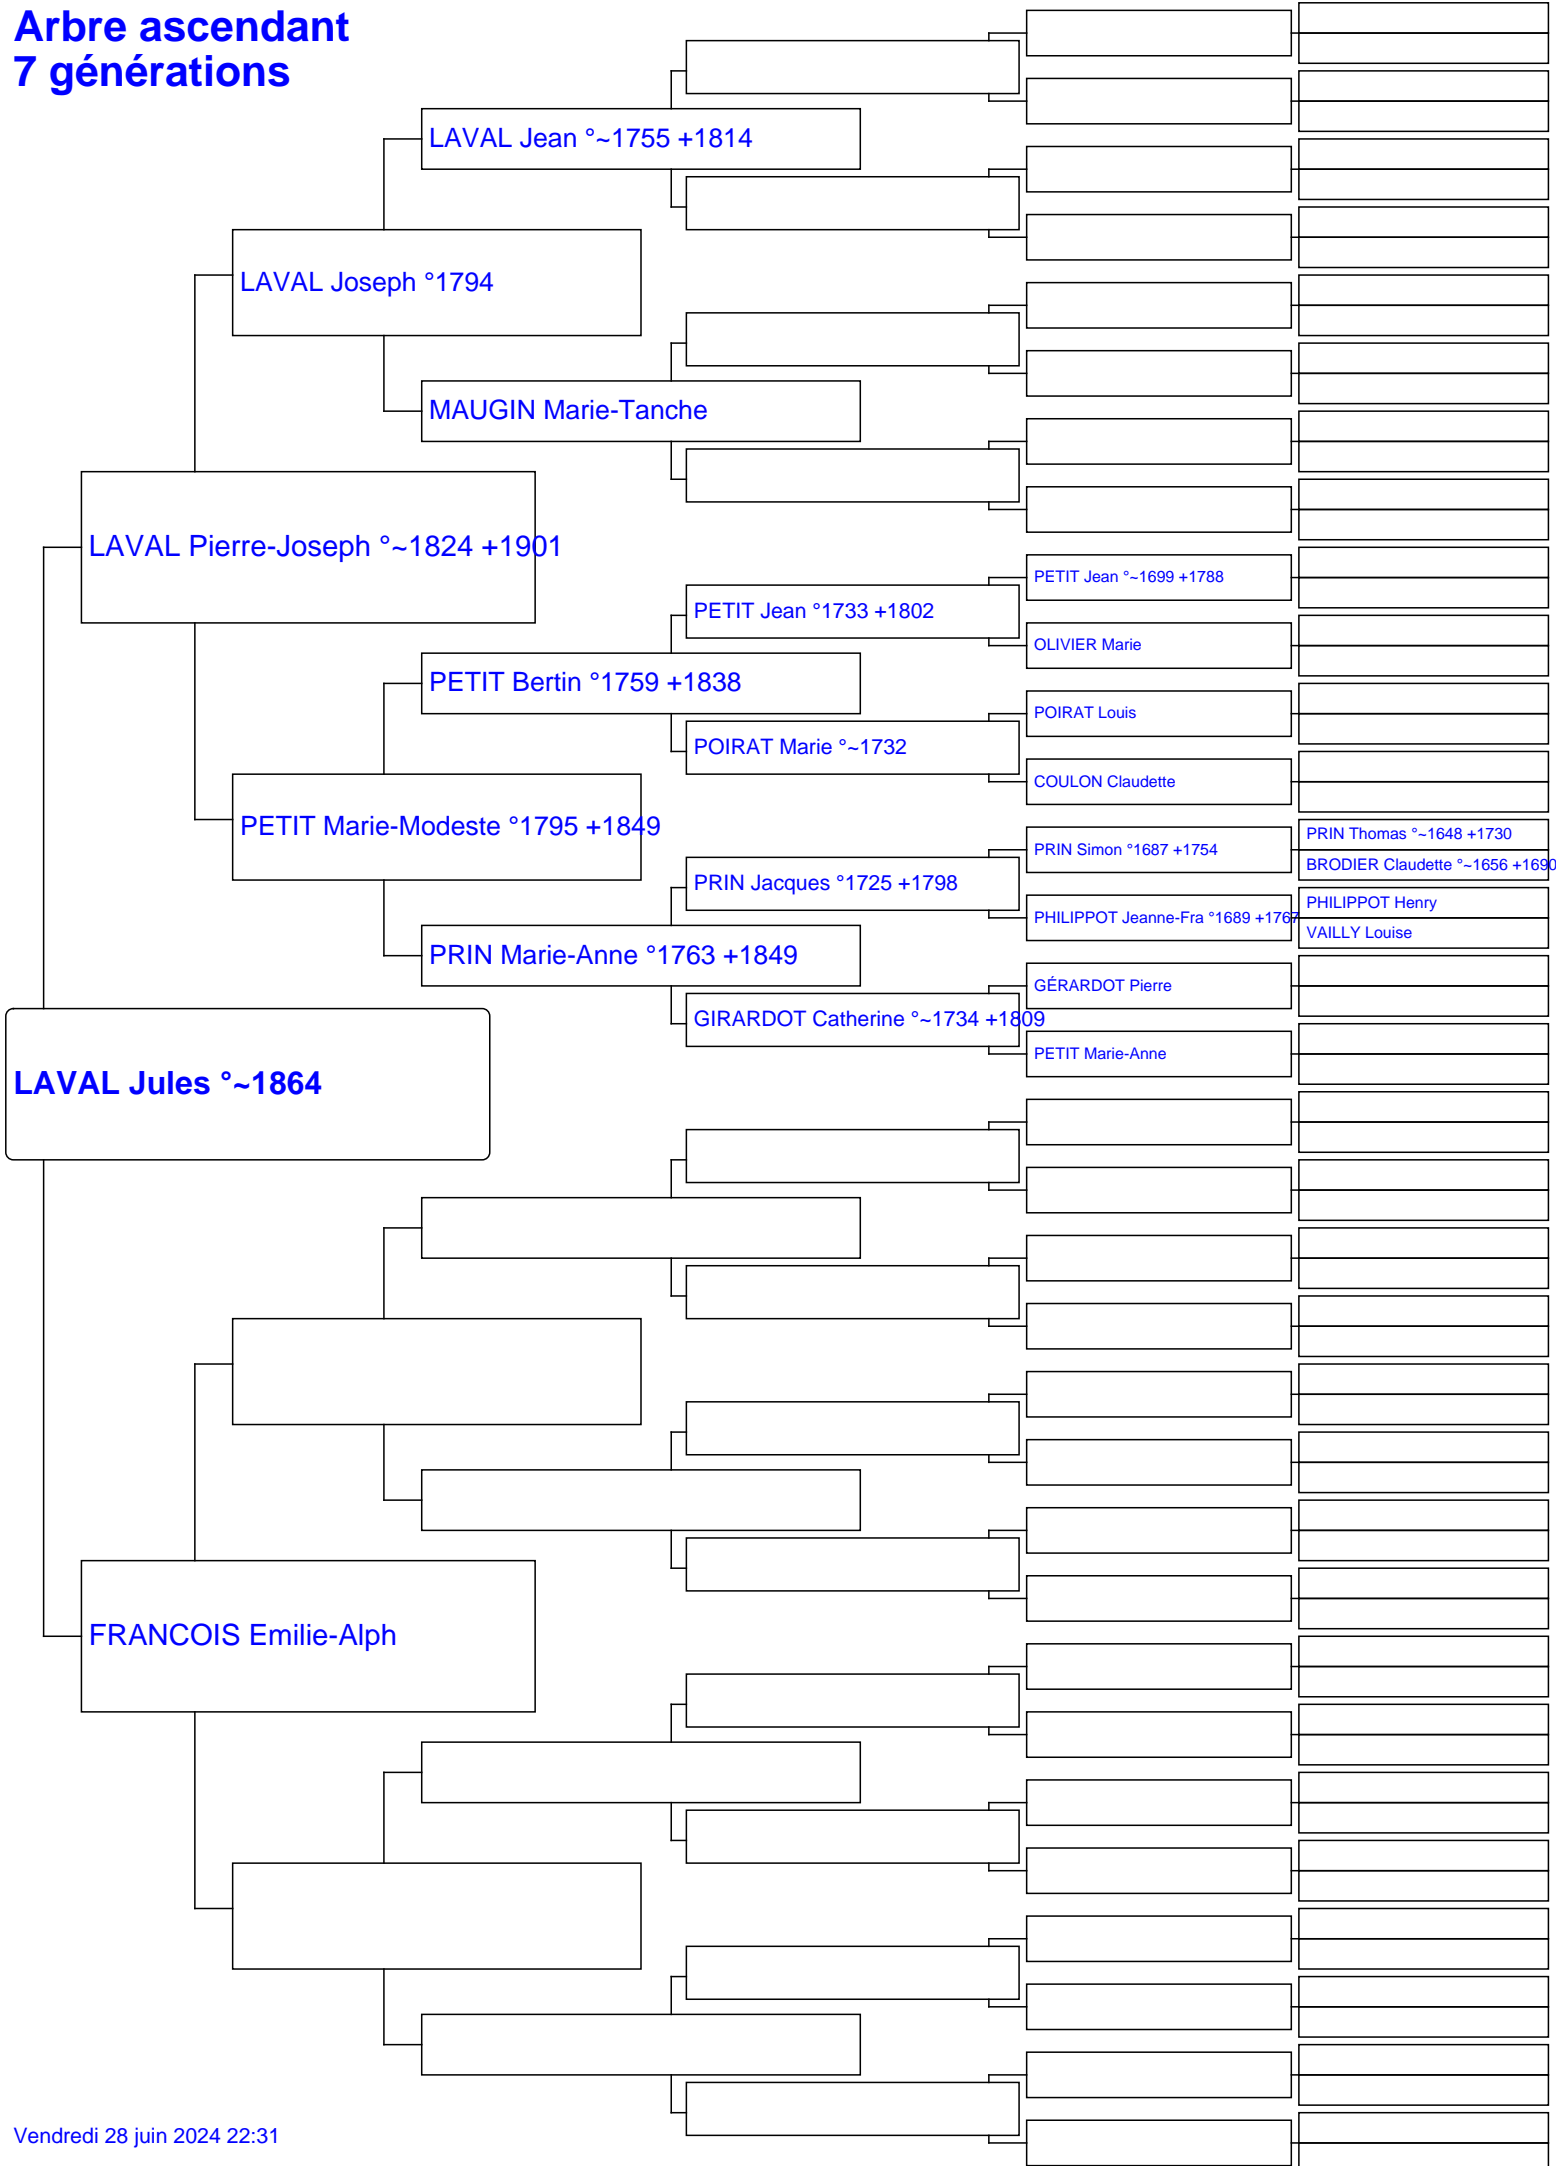 Arbre ascendant
7 générations
LAVAL Jean °~1755 +1814
LAVAL Joseph °1794
MAUGIN Marie-Tanche
LAVAL Pierre-Joseph °~1824 +1901
PETIT Jean °~1699 +1788
PETIT Jean °1733 +1802
OLIVIER Marie
PETIT Bertin °1759 +1838
POIRAT Louis
POIRAT Marie °~1732
COULON Claudette
PETIT Marie-Modeste °1795 +1849
PRIN Thomas °~1648 +1730
PRIN Simon °1687 +1754
BRODIER Claudette °~1656 +1690
PRIN Jacques °1725 +1798
PHILIPPOT Henry
PHILIPPOT Jeanne-Fra °1689 +1767
VAILLY Louise
PRIN Marie-Anne °1763 +1849
GÉRARDOT Pierre
GIRARDOT Catherine °~1734 +1809
PETIT Marie-Anne
LAVAL Jules °~1864
FRANCOIS Emilie-Alph
Vendredi 28 juin 2024 22:31